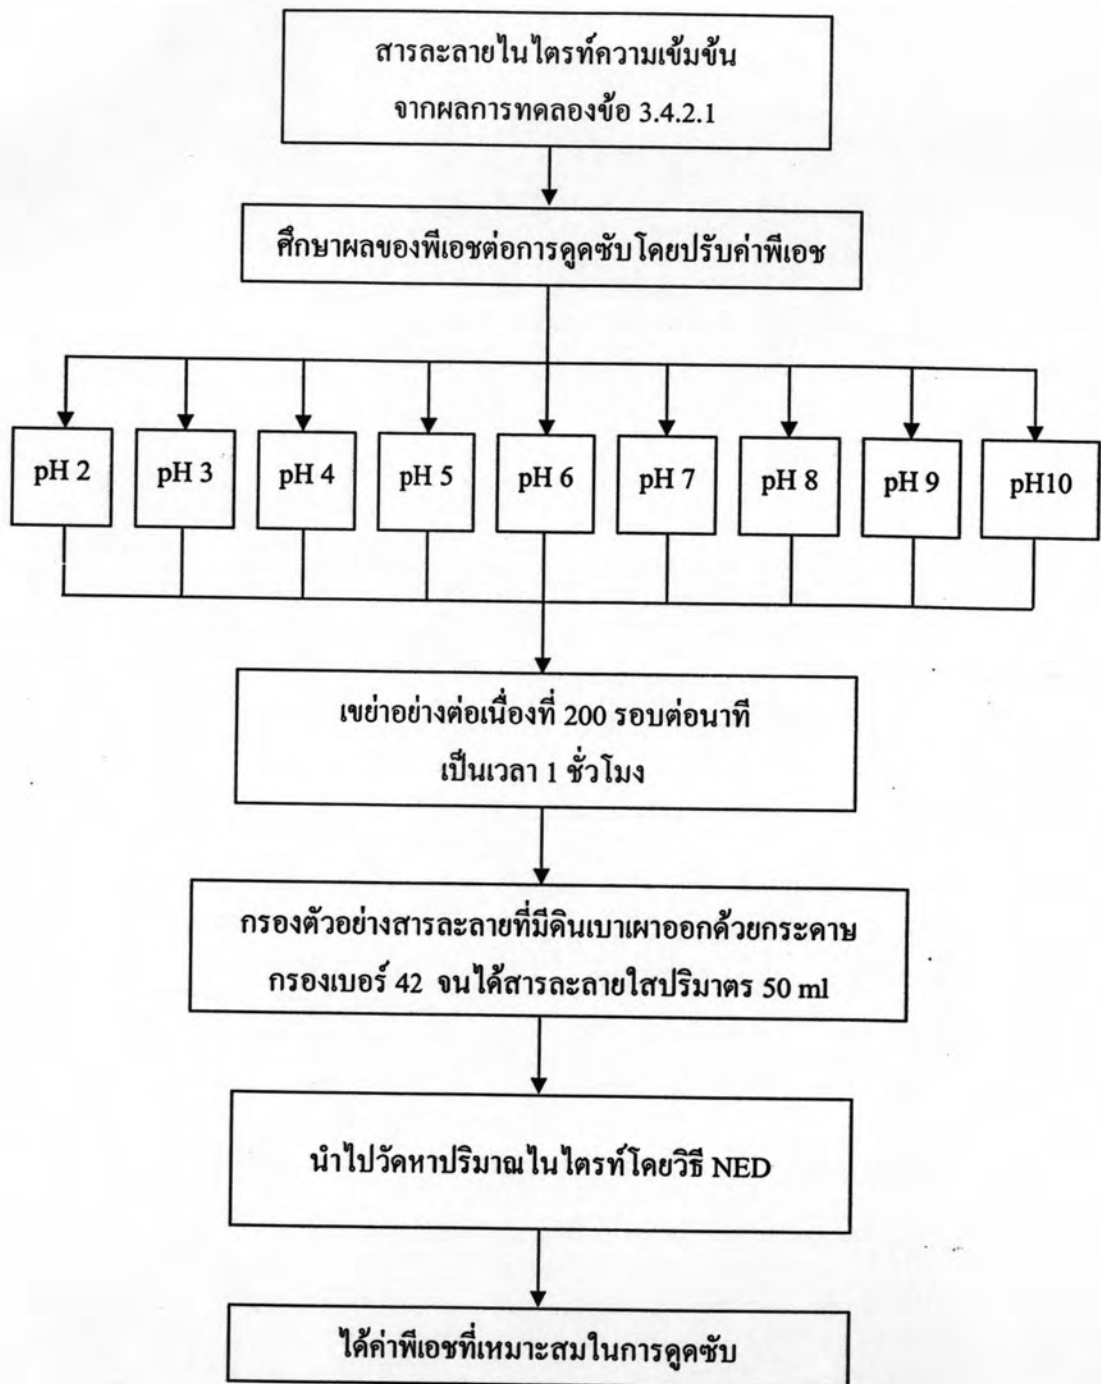 สารละลายไนไตรท์ความเข้มข้น
จากผลการทดลองข้อ 3.4.2.1
ศึกษาผลของพีเอชต่อการดูดซับโดยปรับค่าพีเอช
pH 2
pH 3
pH 4
pH 5
pH 6
pH 7
pH 8
pH 9
pH10
เขย่าอย่างต่อเนื่องที่ 200 รอบต่อนาที
เป็นเวลา 1 ชั่วโมง
กรองตัวอย่างสารละลายที่มีดินเบาเผาออกด้วยกระดาษ
กรองเบอร์ 42 จนได้สารละลายใสปริมาตร 50 ml
นำไปวัดหาปริมาณไนไตรท์โดยวิธี NED
ได้ค่าพีเอชที่เหมาะสมในการดูดซับ